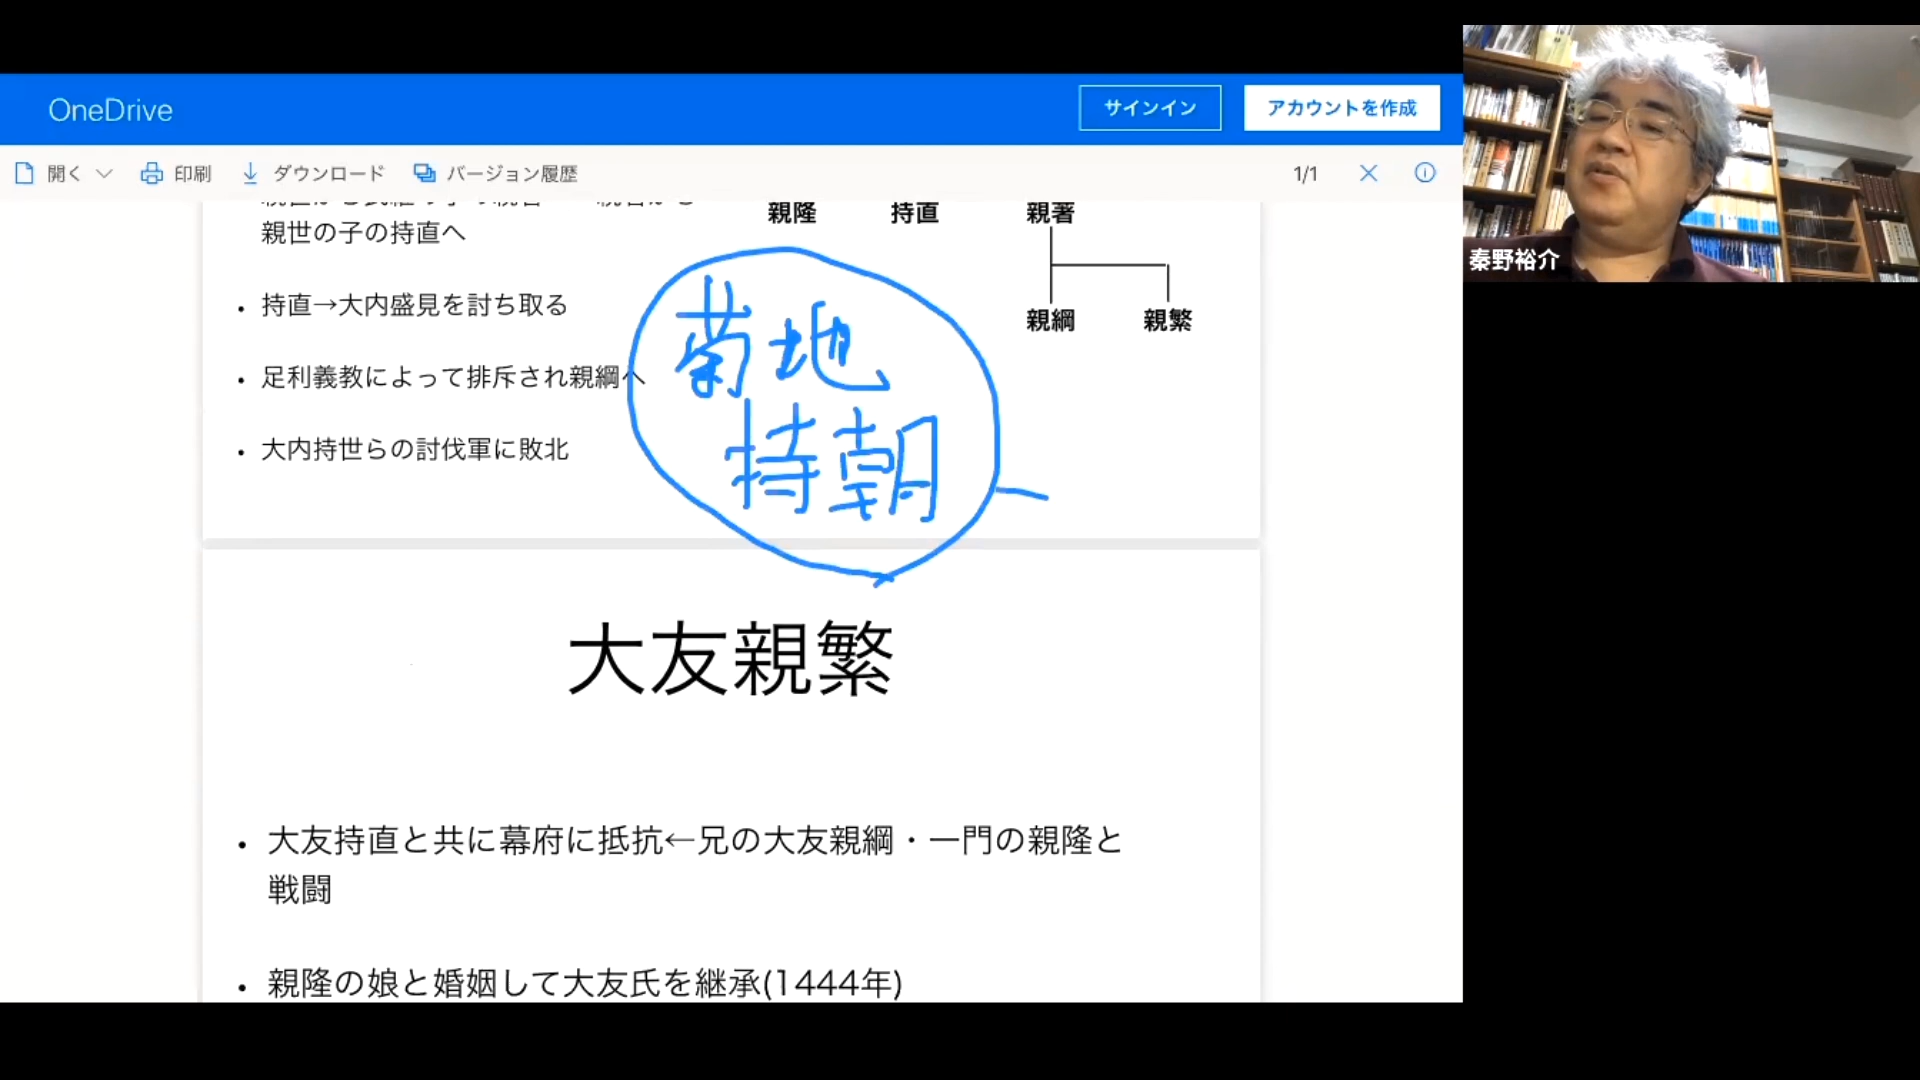 OneDrive
サインイン
アカウントを作成
開く
印刷
ダウンロード
バージョン履歴
1/1
親世の子の持直へ
• 持直→大内盛見を討ち取る
• 足利義教によって排斥され親綱へ
• 大内持世らの討伐軍に敗北
親隆 持直 親著
親綱 親繁
菊地
持朝
大友親繁
• 大友持直と共に幕府に抵抗←兄の大友親綱・一門の親隆と
戦闘
• 親隆の娘と婚姻して大友氏を継承(1444年)
秦野裕介